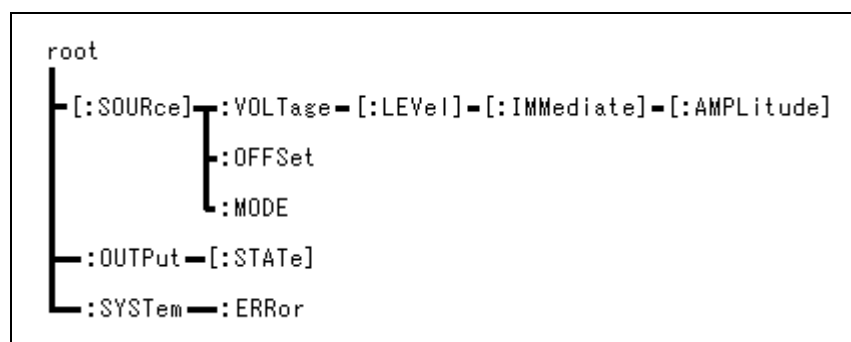 root
[:SOURce] :VOLTage [:LEVel] [:IMMediate] [:AMPLitude]
:OFFSet
:MODE
:OUTPut [:STATe]
:SYSTem :ERRor